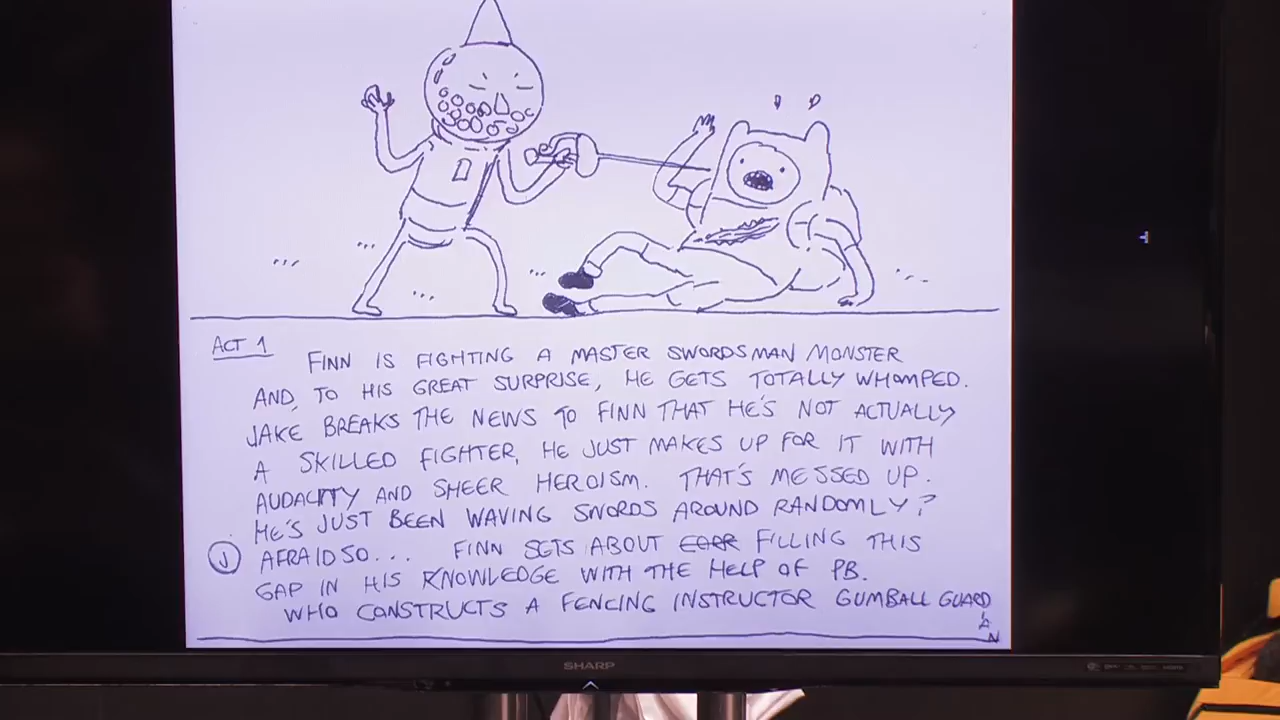 ACT 1 FINN IS FIGHTING A MASTER SWORDSMAN MONSTER
AND, TO HIS GREAT SURPRISE, HE GETS TOTALLY WHOMPED.
JAKE BREAKS THE NEWS TO FINN THAT HE'S NOT ACTUALLY
A SKILLED FIGHTER, HE JUST MAKES UP FOR IT WITH
AUDACITY AND SHEER HEROISM. THAT'S MESSED UP.
HE'S JUST BEEN WAVING SWORDS AROUND RANDOMLY?
J AFRAID SO... FINN SETS ABOUT FILLING THIS
GAP IN HIS KNOWLEDGE WITH THE HELP OF PB.
WHO CONSTRUCTS A FENCING INSTRUCTOR GUMBALL GUARDIAN
SHARP